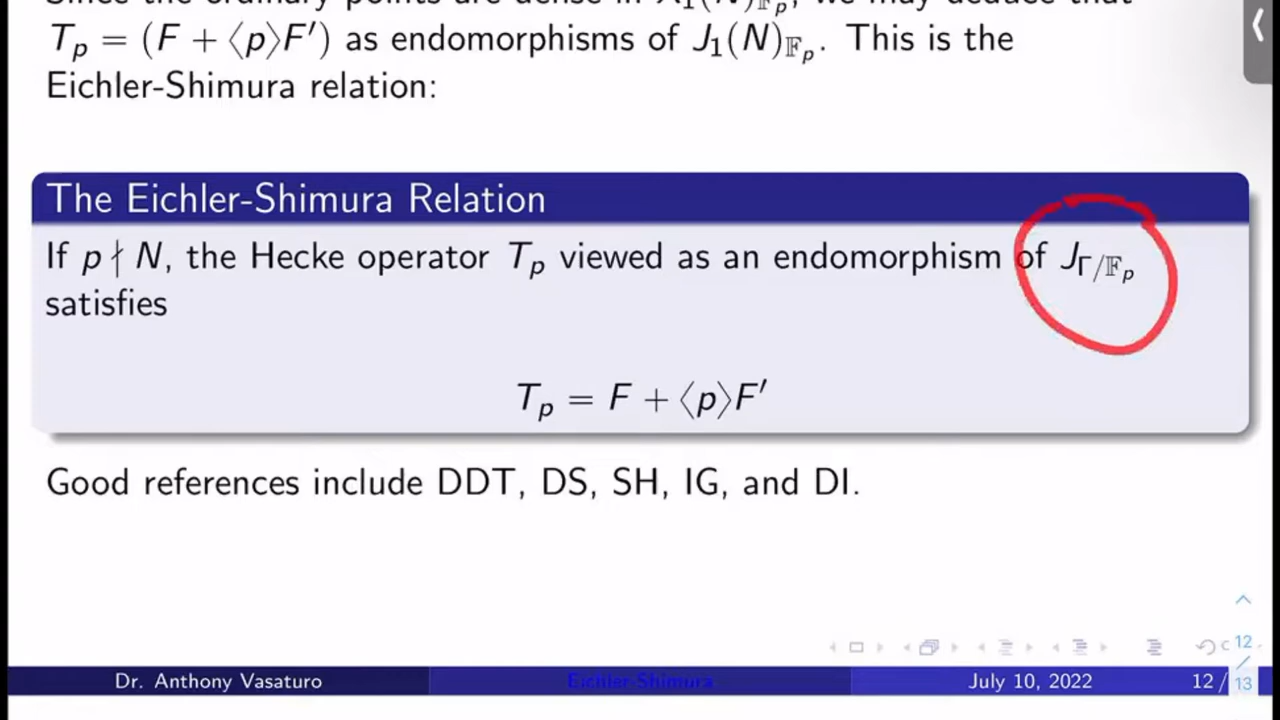 Since the ordinary points are dense in X₁(N)_𝔽ₚ, we may deduce that
Tₚ = (F + ⟨p⟩F′) as endomorphisms of J₁(N)_𝔽ₚ. This is the
Eichler-Shimura relation:
The Eichler-Shimura Relation
If p ∤ N, the Hecke operator Tₚ viewed as an endomorphism of J_Γ/𝔽ₚ
satisfies
Tₚ = F + ⟨p⟩F′
Good references include DDT, DS, SH, IG, and DI.
Dr. Anthony Vasaturo
Eichler-Shimura
July 10, 2022
12 /
12
/
13